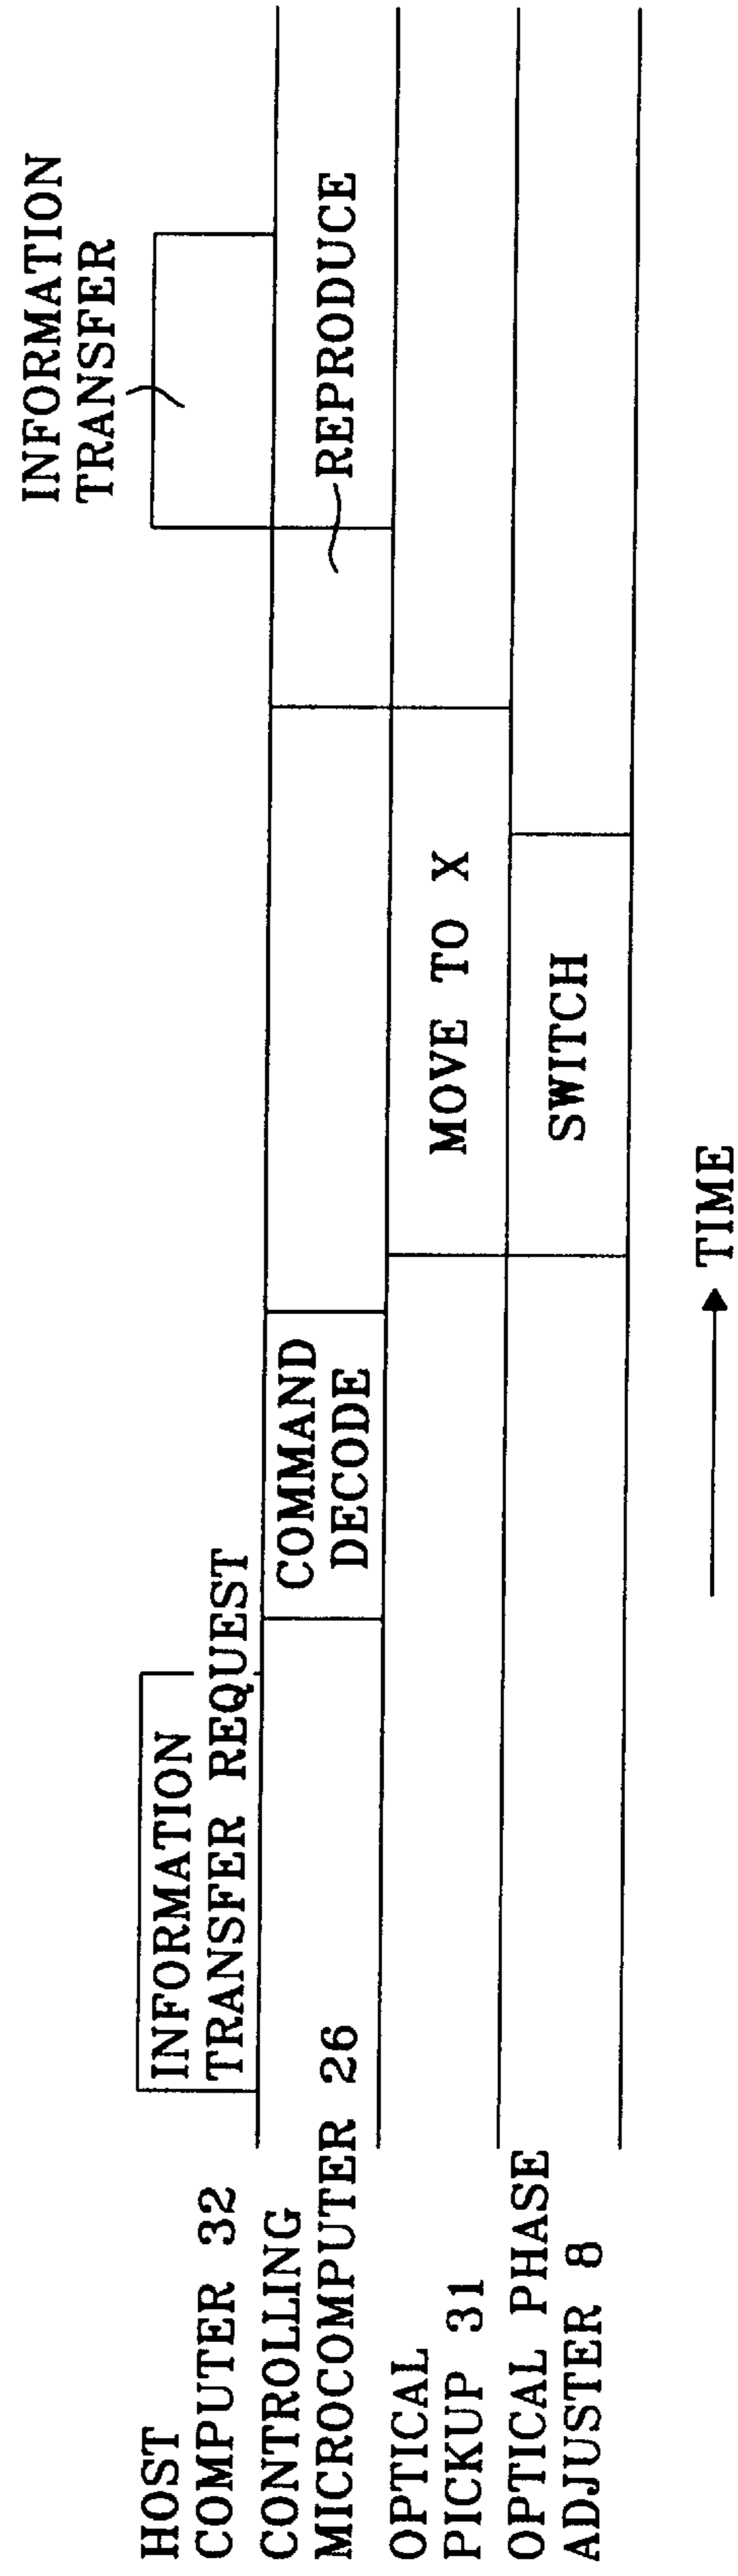 HOST
COMPUTER 32
CONTROLLING
MICROCOMPUTER 26
OPTICAL
PICKUP 31
OPTICAL PHASE
ADJUSTER 8
INFORMATION
TRANSFER REQUEST
COMMAND
DECODE
MOVE TO X
SWITCH
REPRODUCE
INFORMATION
TRANSFER
TIME